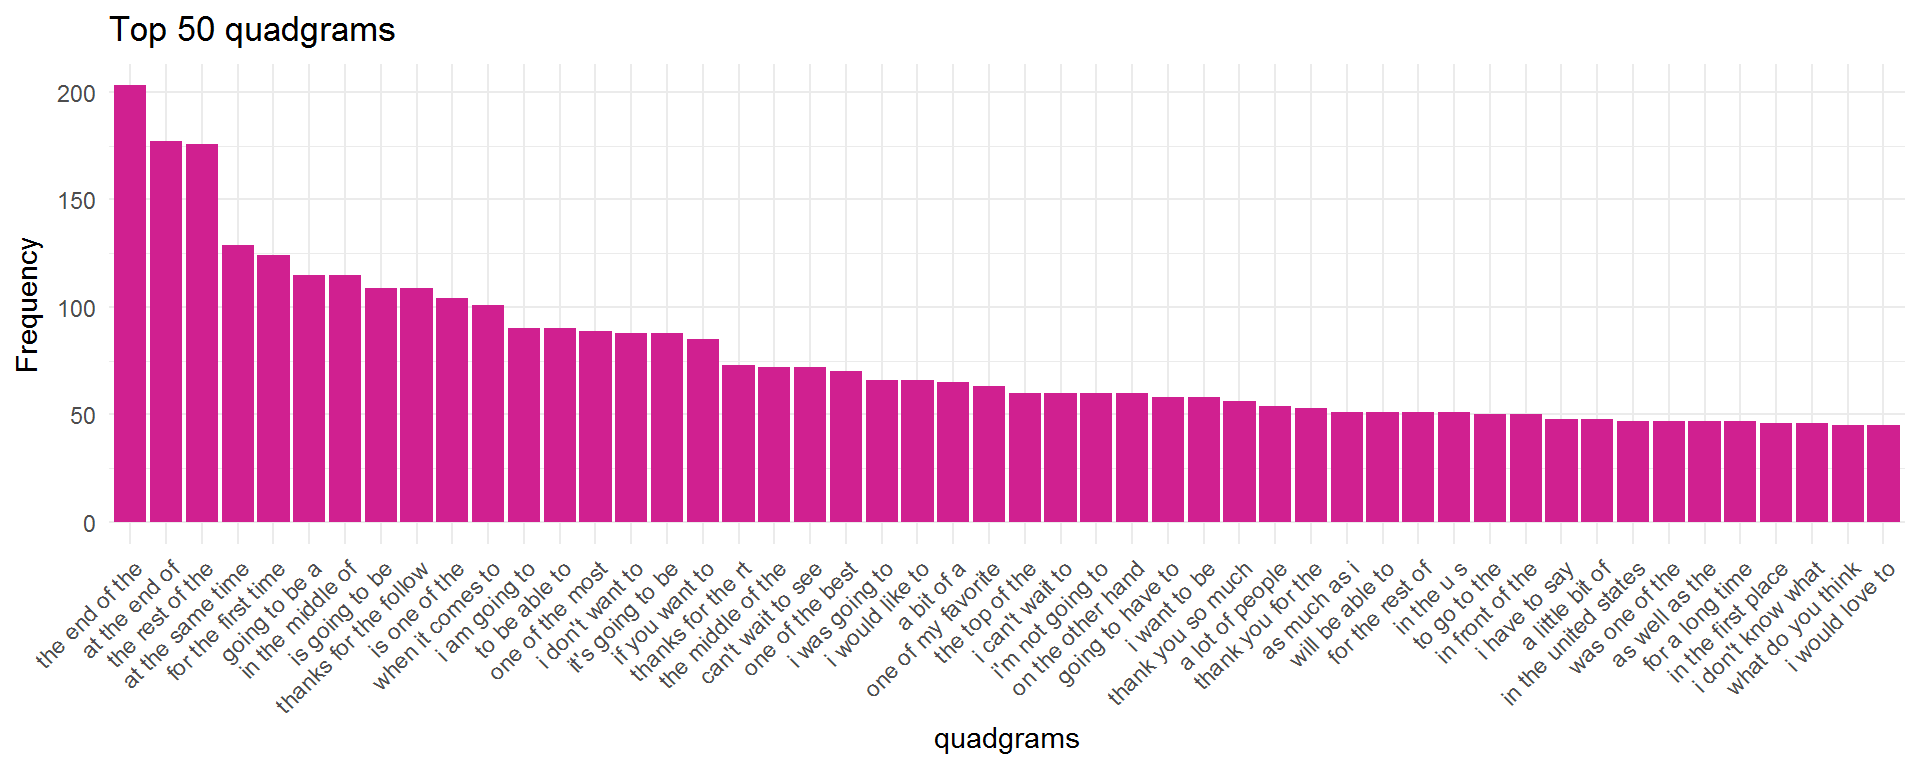 Top 50 quadgrams
Frequency
200
150
100
50
0
the end of the
at the end of
the rest of the
at the same time
for the first time
going to be a
in the middle of
is going to be
thanks for the follow
is one of the
when it comes to
i am going to
to be able to
one of the most
i don't want to
it's going to be
if you want to
thanks for the rt
the middle of the
can't wait to see
one of the best
i was going to
i would like to
a bit of a
one of my favorite
the top of the
i can't wait to
i'm not going to
on the other hand
going to have to
i want to be
thank you so much
a lot of people
thank you for the
as much as i
will be able to
for the rest of
in the u s
to go to the
in front of the
i have to say
a little bit of
in the united states
was one of the
as well as the
for a long time
in the first place
i don't know what
what do you think
i would love to
quadgrams